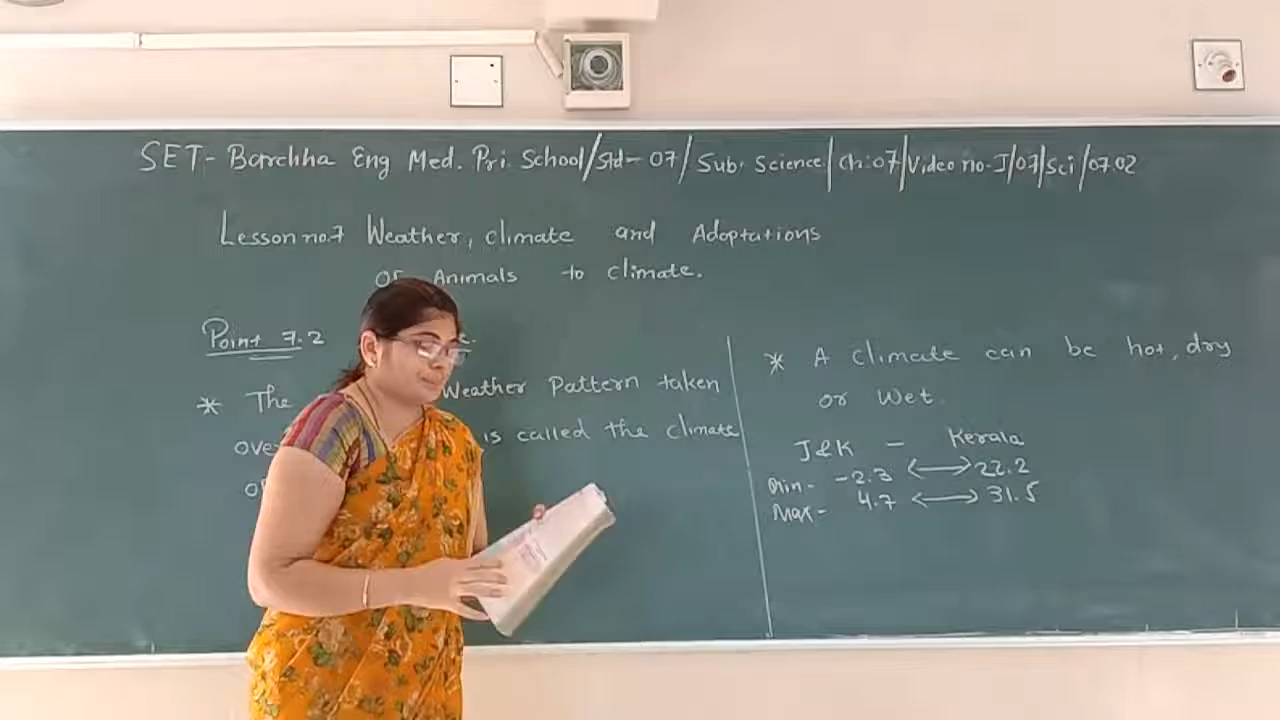 SET- Barchha Eng Med. Pri. School/Std- 07/ Sub. Science/Ch:07/Video no. I/07/Sci/07.02
Lesson no.7 Weather, climate and Adoptations
of Animals to climate.
Point 7.2
* The Weather Pattern taken
is called the climate
* A climate can be hot, dry
or Wet.
J&K - Kerala
Min- -2.3 ⟷ 22.2
Max- 4.7 ⟷ 31.5